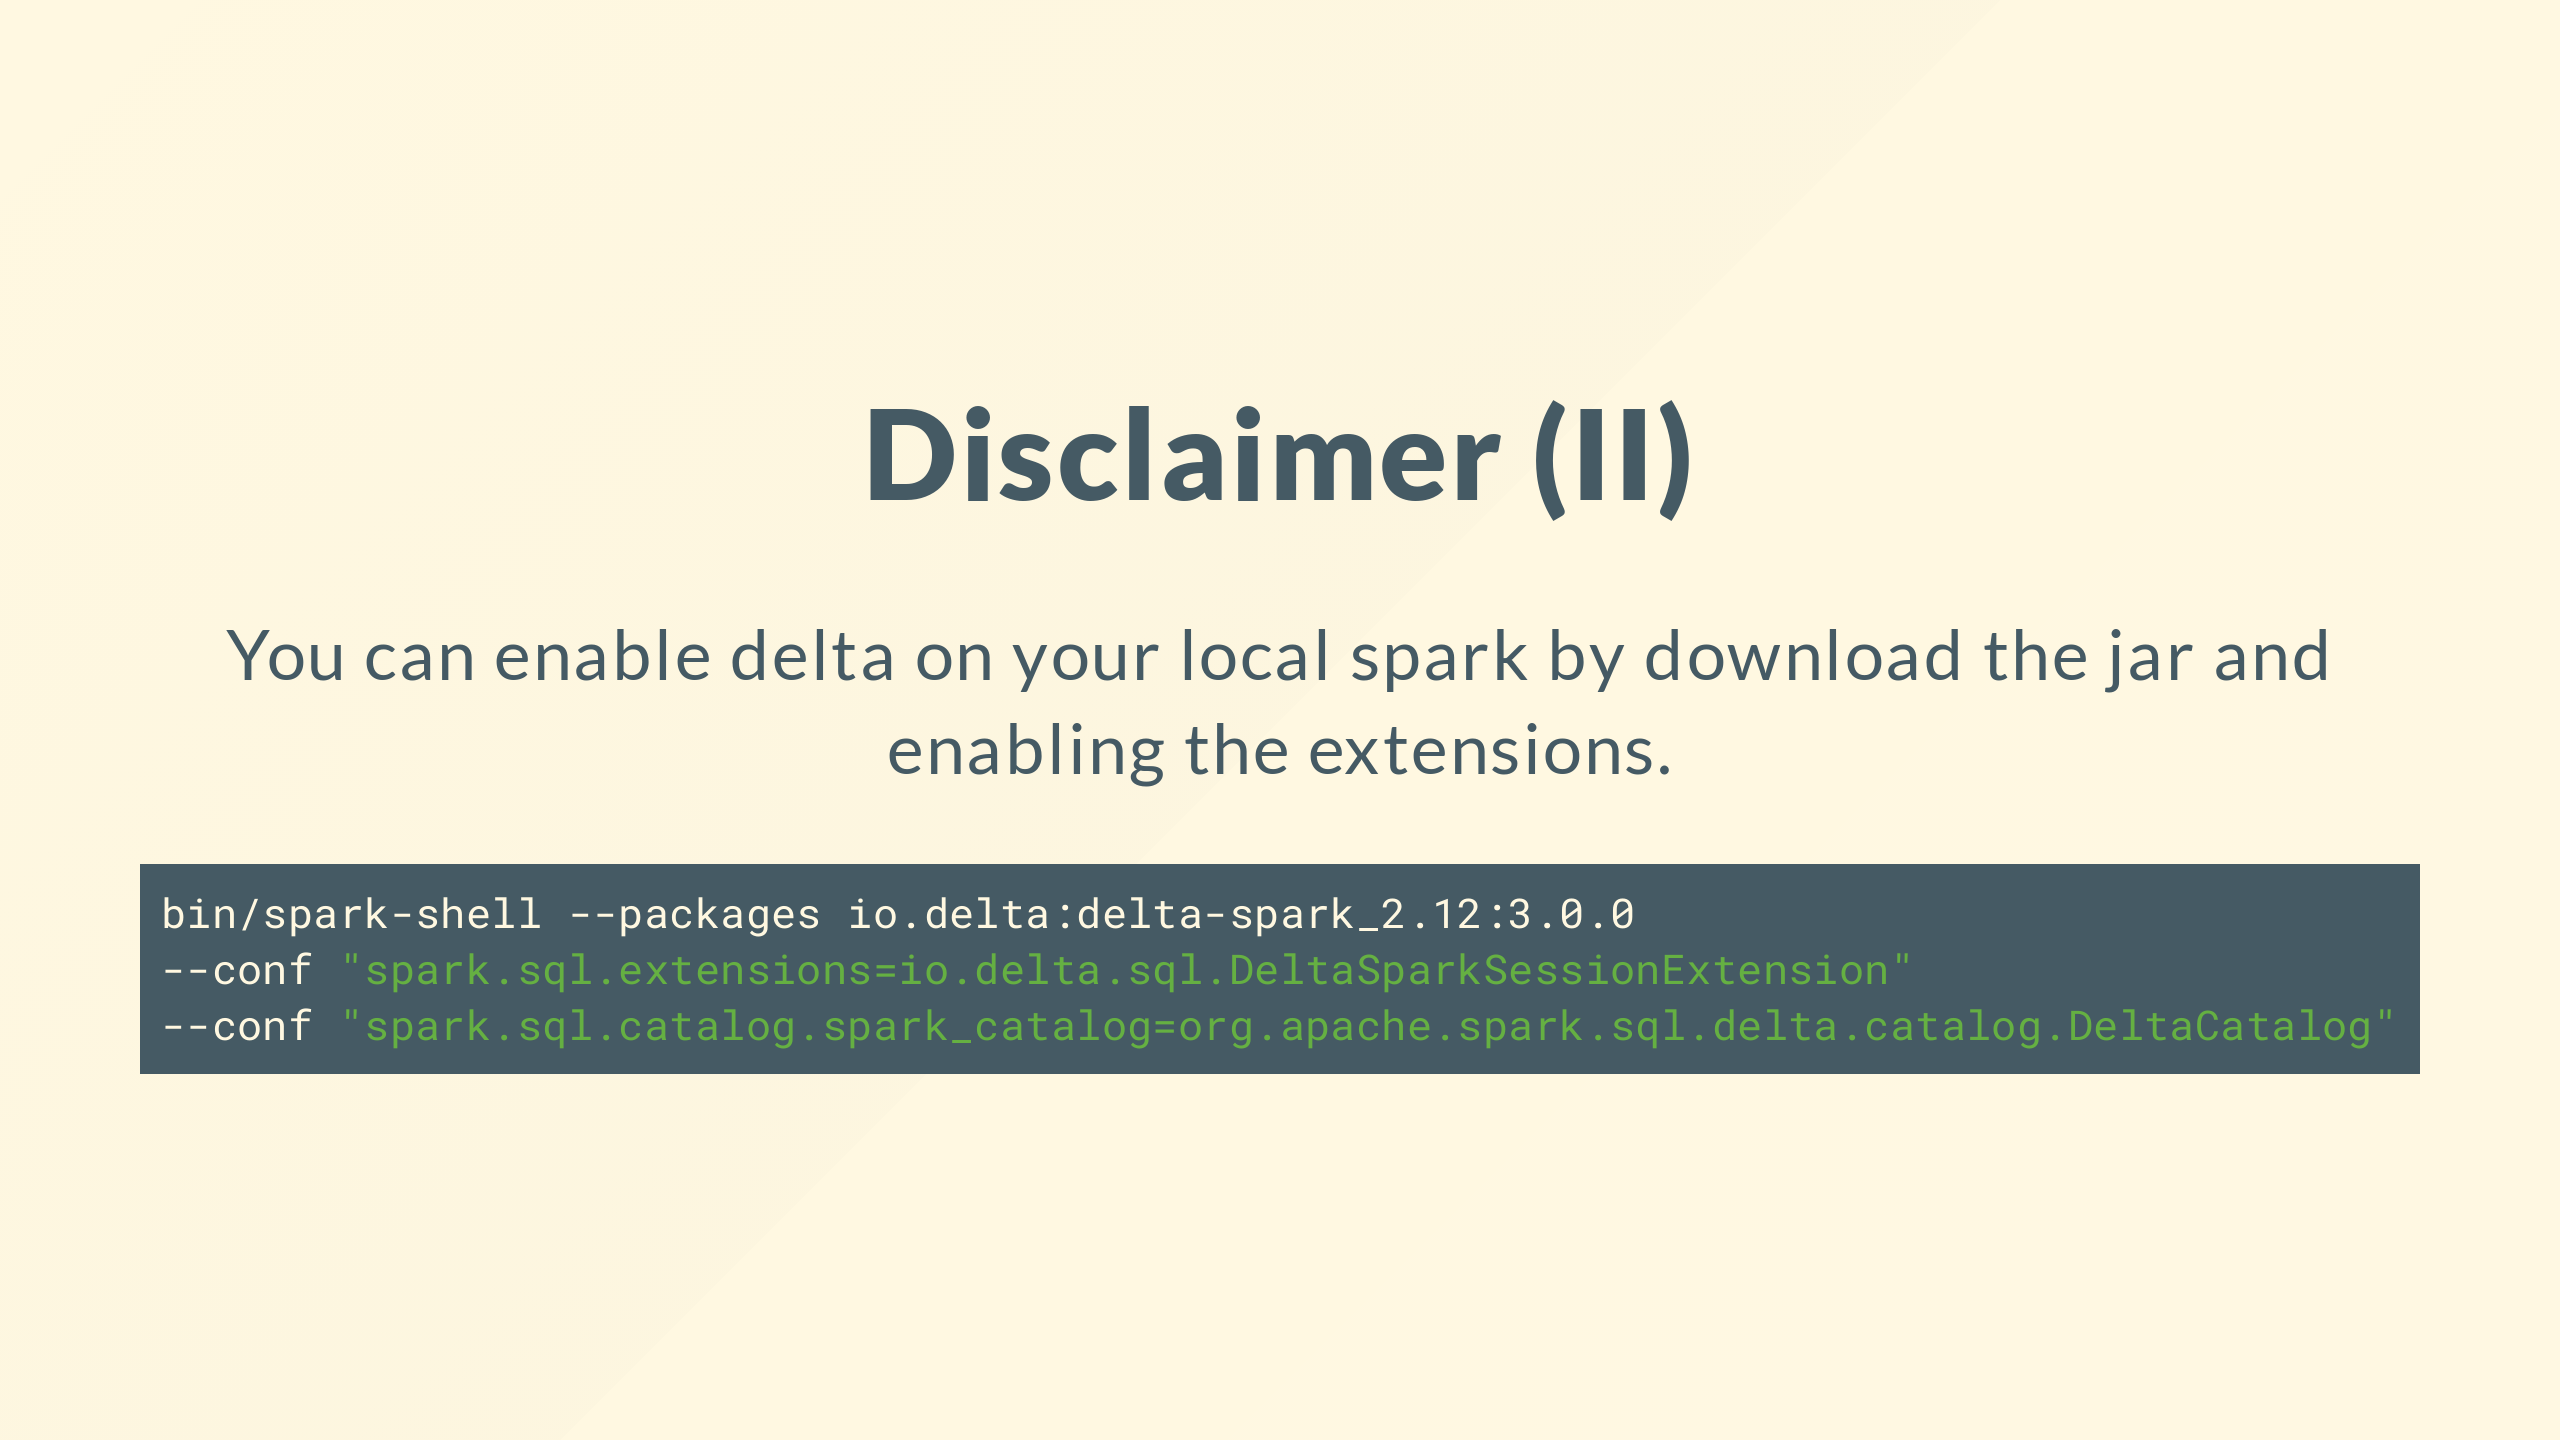 Disclaimer (II)
You can enable delta on your local spark by download the jar and
enabling the extensions.
bin/spark-shell --packages io.delta:delta-spark_2.12:3.0.0
--conf "spark.sql.extensions=io.delta.sql.DeltaSparkSessionExtension"
--conf "spark.sql.catalog.spark_catalog=org.apache.spark.sql.delta.catalog.DeltaCatalog"